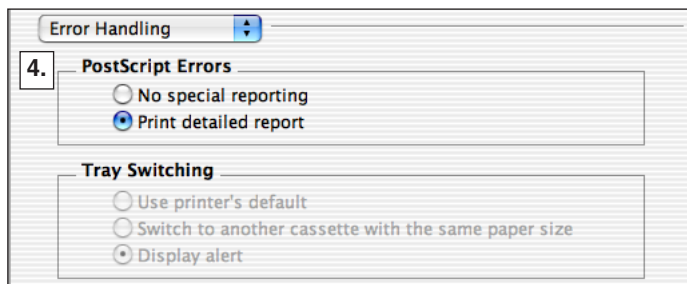 Error Handling
4.
PostScript Errors
No special reporting
Print detailed report
Tray Switching
Use printer's default
Switch to another cassette with the same paper size
Display alert